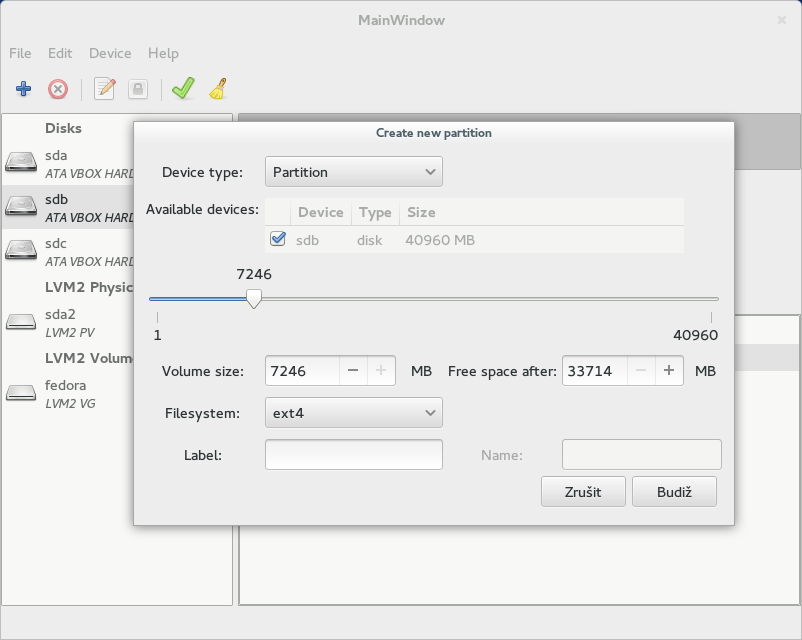 MainWindow
File Edit Device Help
Disks
sda
ATA VBOX HARD
sdb
ATA VBOX HARD
sdc
ATA VBOX HARD
LVM2 Physic
sda2
LVM2 PV
LVM2 Volum
fedora
LVM2 VG
Create new partition
Device type: Partition
Available devices:
Device Type Size
sdb disk 40960 MB
7246
1 40960
Volume size: 7246 MB Free space after: 33714 MB
Filesystem: ext4
Label: Name:
Zrušit Budiž